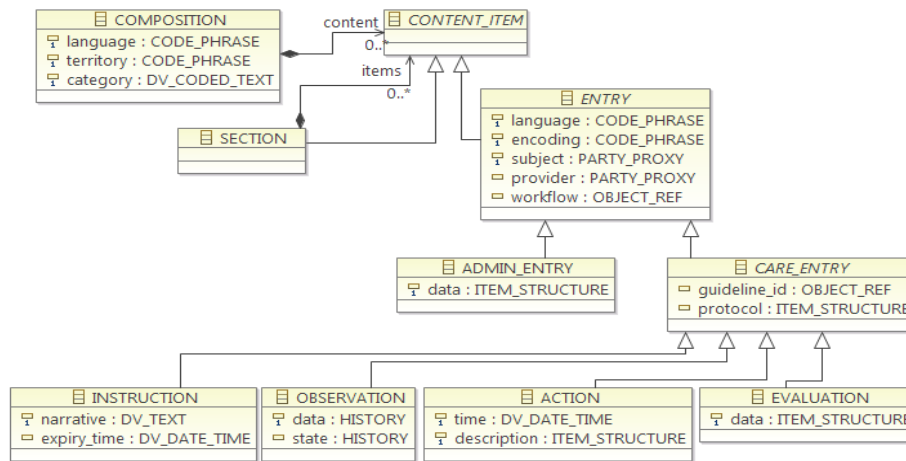 COMPOSITION
language : CODE_PHRASE
territory : CODE_PHRASE
category : DV_CODED_TEXT
content
0..*
CONTENT_ITEM
items
0..*
SECTION
ENTRY
language : CODE_PHRASE
encoding : CODE_PHRASE
subject : PARTY_PROXY
provider : PARTY_PROXY
workflow : OBJECT_REF
ADMIN_ENTRY
data : ITEM_STRUCTURE
CARE_ENTRY
guideline_id : OBJECT_REF
protocol : ITEM_STRUCTURE
INSTRUCTION
narrative : DV_TEXT
expiry_time : DV_DATE_TIME
OBSERVATION
data : HISTORY
state : HISTORY
ACTION
time : DV_DATE_TIME
description : ITEM_STRUCTURE
EVALUATION
data : ITEM_STRUCTURE